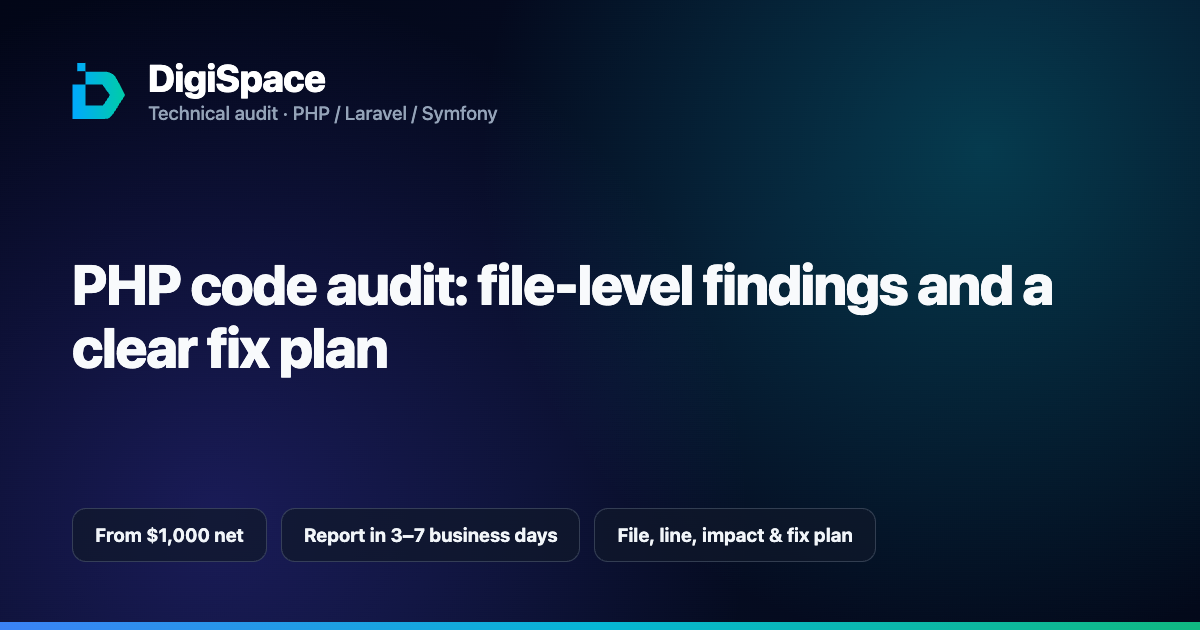 DigiSpace
Technical audit · PHP / Laravel / Symfony
PHP code audit: file-level findings and a
clear fix plan
From $1,000 net
Report in 3–7 business days
File, line, impact & fix plan